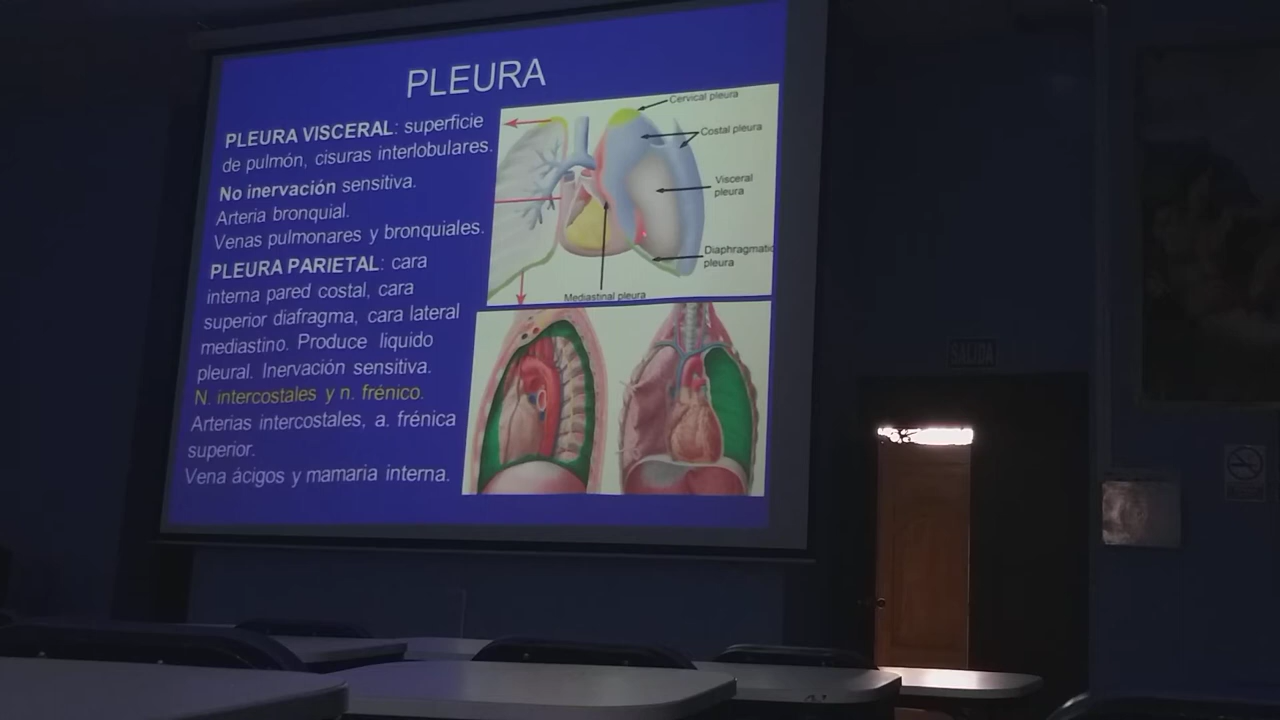 PLEURA
PLEURA VISCERAL: superficie
de pulmón, cisuras interlobulares.
No inervación sensitiva.
Arteria bronquial.
Venas pulmonares y bronquiales.
PLEURA PARIETAL: cara
interna pared costal, cara
superior diafragma, cara lateral
mediastino. Produce liquido
pleural. Inervación sensitiva.
N. intercostales y n. frénico.
Arterias intercostales, a. frénica
superior.
Vena ácigos y mamaria interna.
Cervical pleura
Costal pleura
Visceral
pleura
Diaphragmatic
pleura
Mediastinal pleura
SALIDA